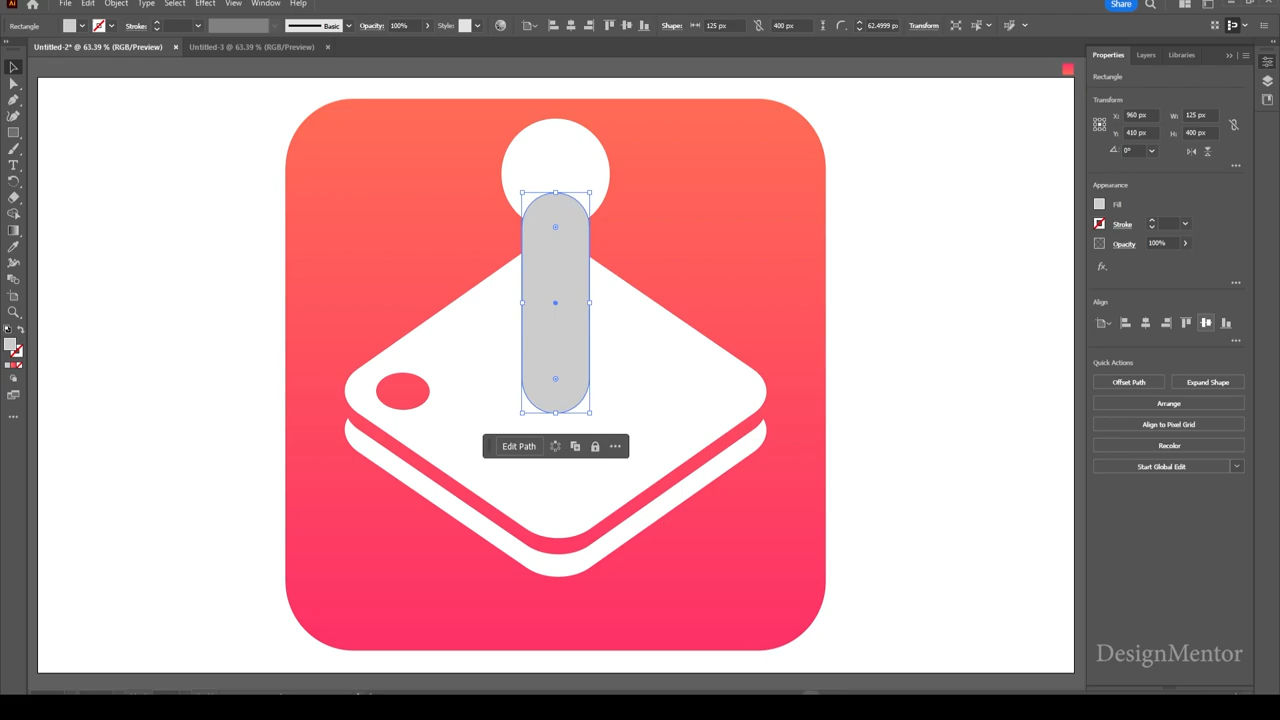 Ai File Edit Object Type Select Effect View Window Help Share
Rectangle Stroke: Basic Opacity: 100% Style: Shape: 125 px 400 px 62.4999 p Transform
Untitled-2* @ 63.39 % (RGB/Preview) × Untitled-3 @ 63.39 % (RGB/Preview) ×
Properties Layers Libraries
Rectangle
Transform
X: 960 px W: 125 px
Y: 410 px H: 400 px
0°
Appearance
Fill
Stroke
Opacity 100%
fx.
Align
Quick Actions
Offset Path Expand Shape
Arrange
Align to Pixel Grid
Recolor
Start Global Edit
Edit Path
DesignMentor